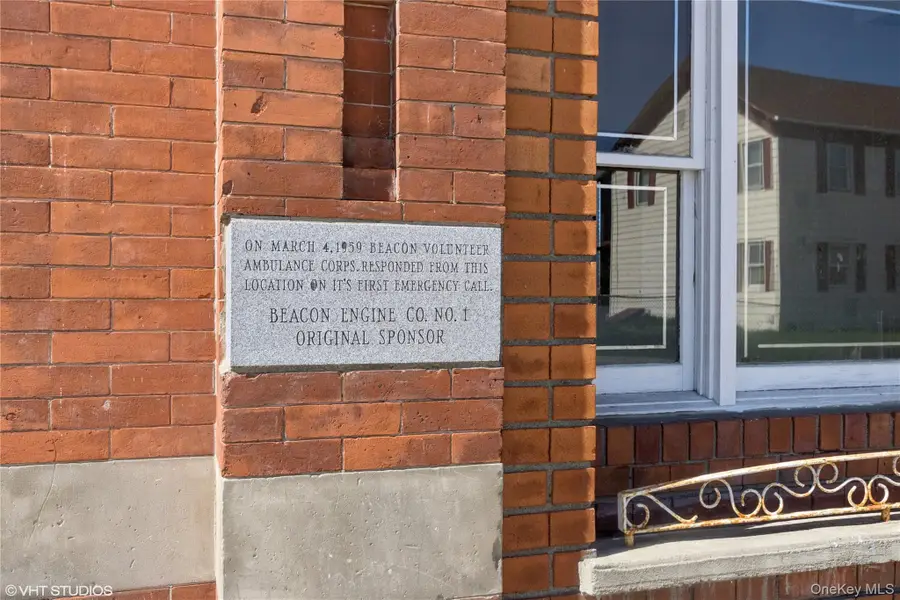 ON MARCH 4, 1959 BEACON VOLUNTEER
AMBULANCE CORPS. RESPONDED FROM THIS
LOCATION ON IT'S FIRST EMERGENCY CALL.
BEACON ENGINE CO. NO. 1
ORIGINAL SPONSOR
© VHT STUDIOS
OneKey MLS